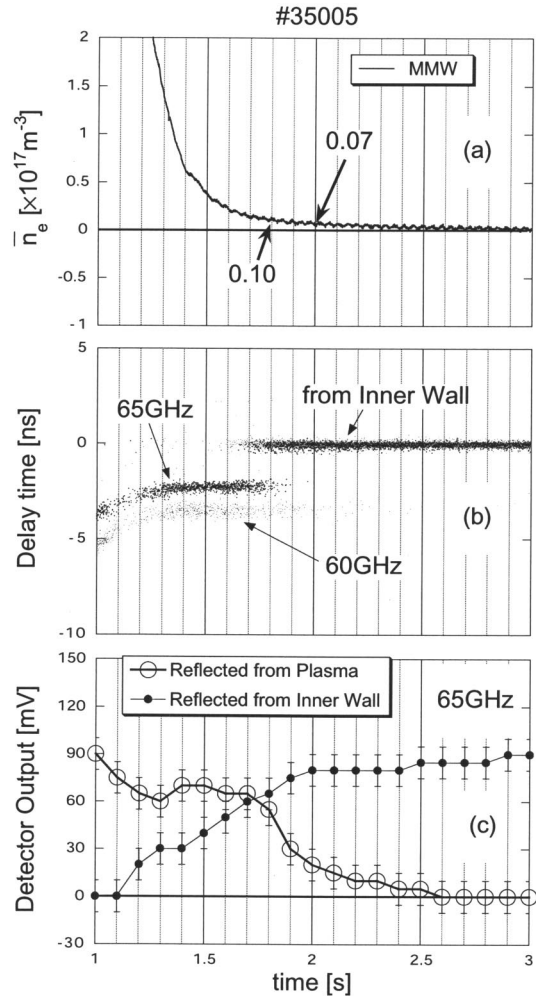 #35005
MMW
2
1.5
1
0.5
0
-0.5
-1
n̅e [×10¹⁷m⁻³]
0.07
(a)
0.10
5
0
-5
-10
Delay time [ns]
65GHz
from Inner Wall
(b)
60GHz
150
120
90
60
30
0
-30
Detector Output [mV]
Reflected from Plasma
Reflected from Inner Wall
65GHz
(c)
1
1.5
2
2.5
3
time [s]